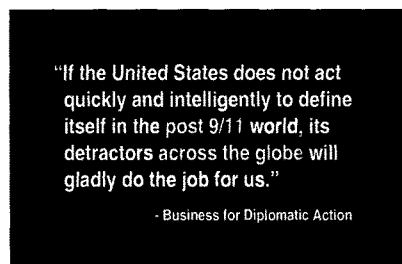 “If the United States does not act
quickly and intelligently to define
itself in the post 9/11 world, its
detractors across the globe will
gladly do the job for us.”
- Business for Diplomatic Action